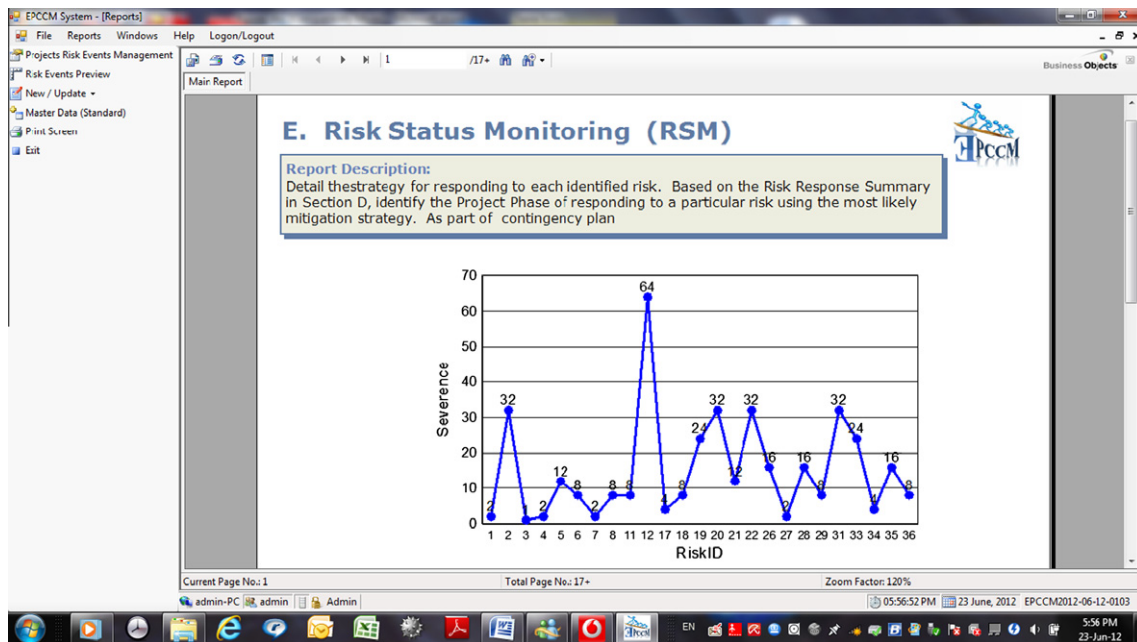 EPCCM System - [Reports]
File Reports Windows Help Logon/Logout
Projects Risk Events Management
Risk Events Preview
New / Update
Master Data (Standard)
Print Screen
Exit
1 /17+
Business Objects
Main Report
E. Risk Status Monitoring (RSM)
EPCCM
Report Description:
Detail thestrategy for responding to each identified risk. Based on the Risk Response Summary
in Section D, identify the Project Phase of responding to a particular risk using the most likely
mitigation strategy. As part of contingency plan
70
60
50
40
30
20
10
0
Severence
2 32 1 2 12 8 2 8 8 64 4 8 24 32 12 32 16 2 16 8 32 24 4 16 8
1 2 3 4 5 6 7 8 11 12 17 18 19 20 21 22 26 27 28 29 31 33 34 35 36
RiskID
Current Page No.: 1 Total Page No.: 17+ Zoom Factor: 120%
admin-PC admin Admin 05:56:52 PM 23 June, 2012 EPCCM2012-06-12-0103
EN 5:56 PM
23-Jun-12